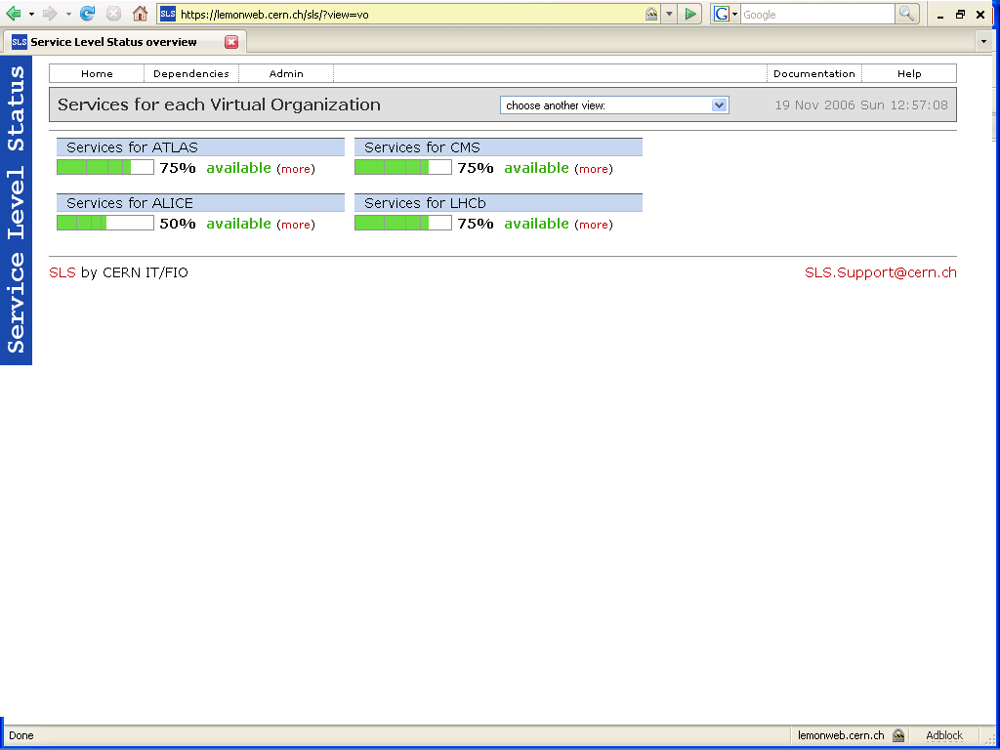 SLS https://lemonweb.cern.ch/sls/?view=vo G Google
SLS Service Level Status overview
Service Level Status
Home Dependencies Admin Documentation Help
Services for each Virtual Organization choose another view: 19 Nov 2006 Sun 12:57:08
Services for ATLAS Services for CMS
75% available (more) 75% available (more)
Services for ALICE Services for LHCb
50% available (more) 75% available (more)
SLS by CERN IT/FIO SLS.Support@cern.ch
Done lemonweb.cern.ch Adblock